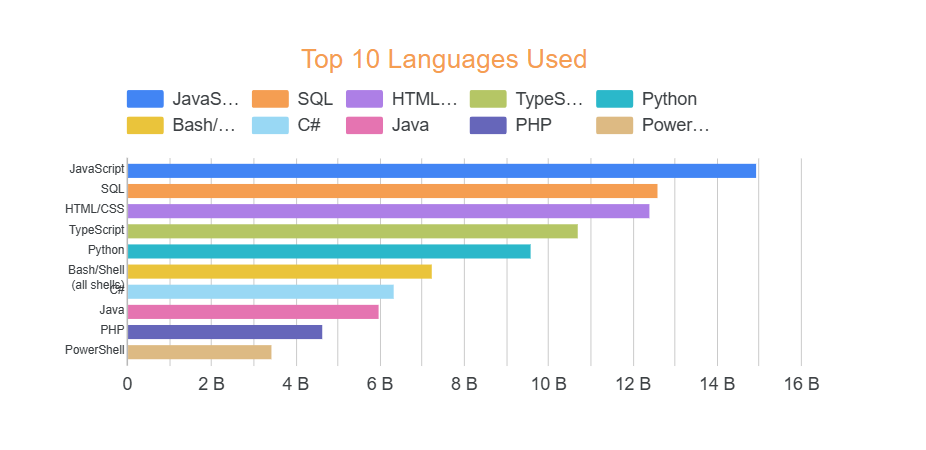 Top 10 Languages Used
JavaS… SQL HTML… TypeS… Python
Bash/… C# Java PHP Power…
JavaScript
SQL
HTML/CSS
TypeScript
Python
Bash/Shell
(all shells)
C#
Java
PHP
PowerShell
0 2 B 4 B 6 B 8 B 10 B 12 B 14 B 16 B